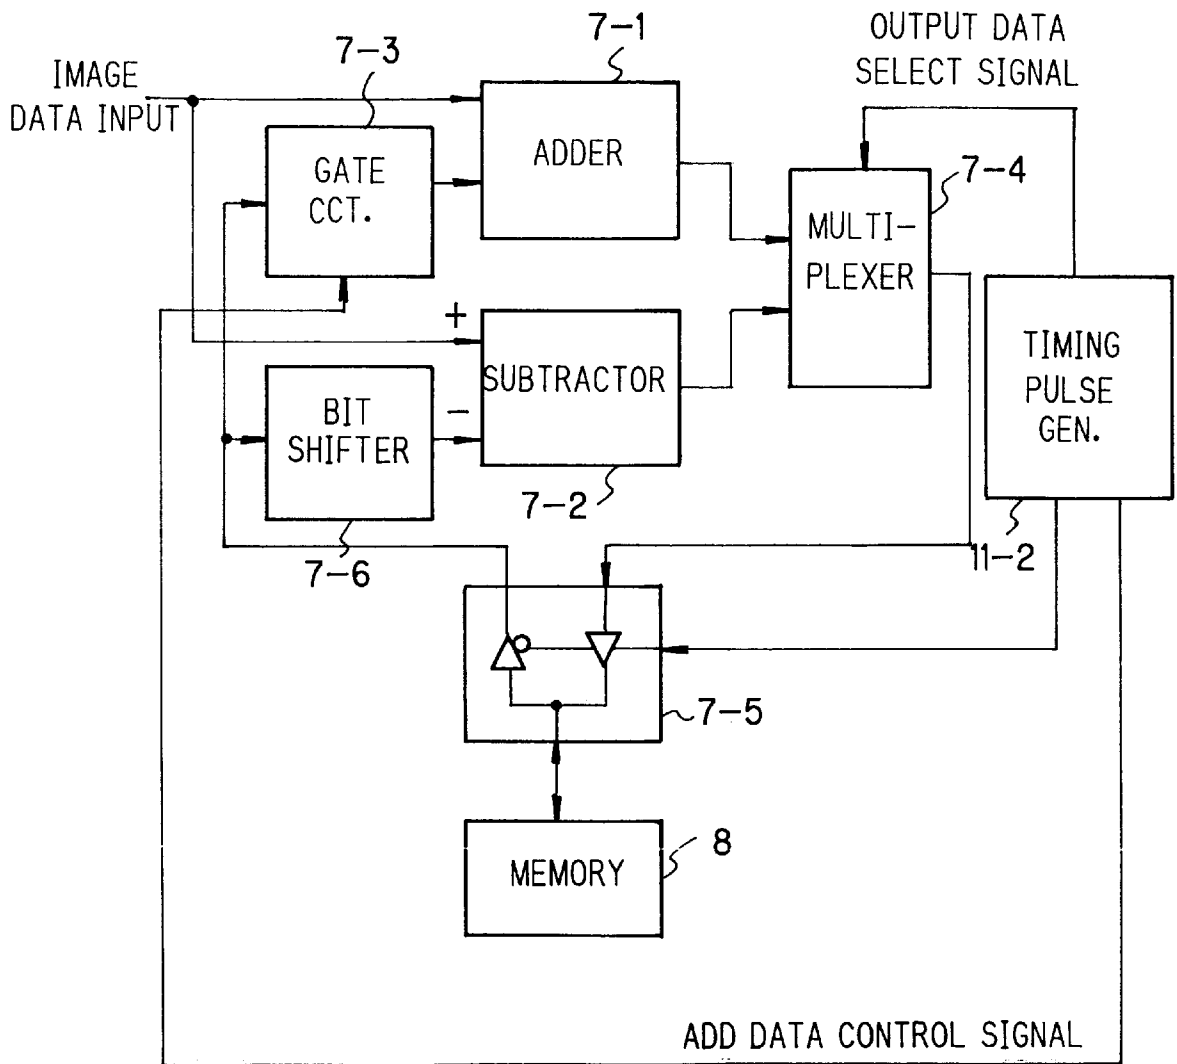 OUTPUT DATA
SELECT SIGNAL
7-1
7-3
IMAGE
DATA INPUT
GATE
CCT.
ADDER
7-4
MULTI-
PLEXER
+
SUBTRACTOR
-
7-2
BIT
SHIFTER
7-6
TIMING
PULSE
GEN.
11-2
7-5
MEMORY
8
ADD DATA CONTROL SIGNAL